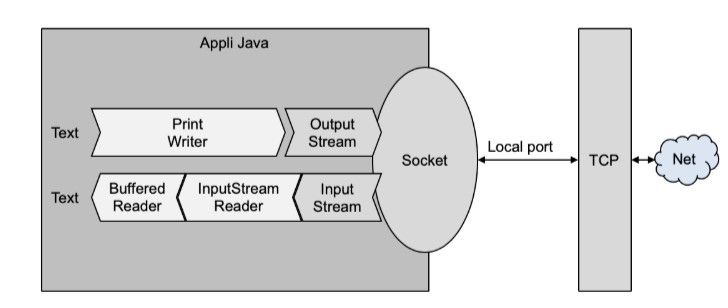 Appli Java
Text
Print
Writer
Output
Stream
Text
Buffered
Reader
InputStream
Reader
Input
Stream
Socket
Local port
TCP
Net